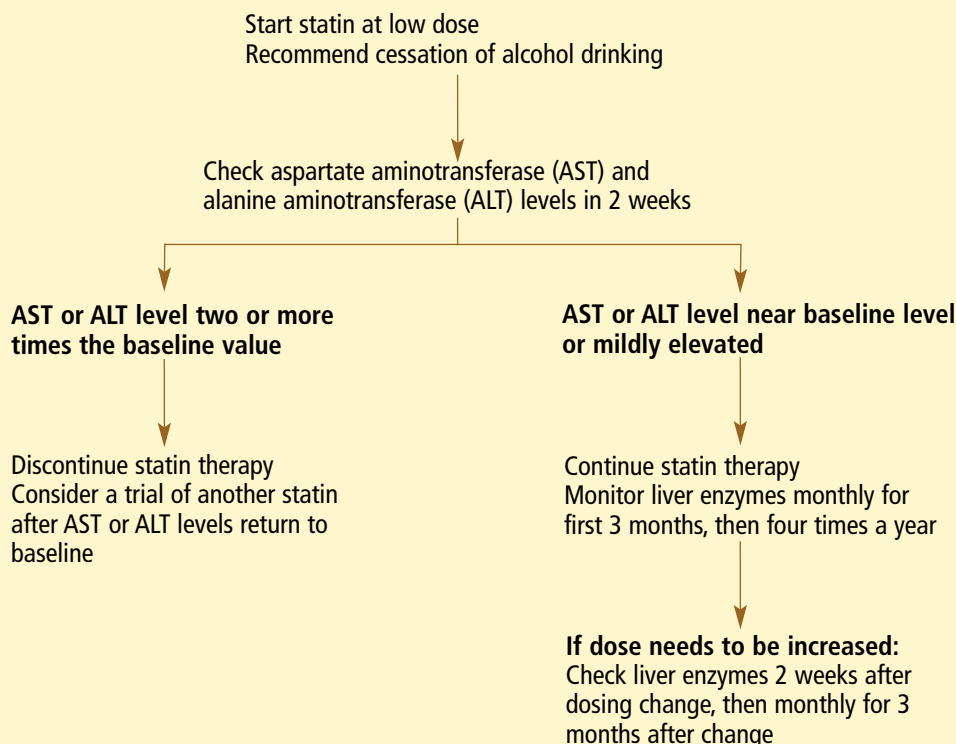 Start statin at low dose
Recommend cessation of alcohol drinking
Check aspartate aminotransferase (AST) and
alanine aminotransferase (ALT) levels in 2 weeks
AST or ALT level two or more
times the baseline value
Discontinue statin therapy
Consider a trial of another statin
after AST or ALT levels return to
baseline
AST or ALT level near baseline level
or mildly elevated
Continue statin therapy
Monitor liver enzymes monthly for
first 3 months, then four times a year
If dose needs to be increased:
Check liver enzymes 2 weeks after
dosing change, then monthly for 3
months after change